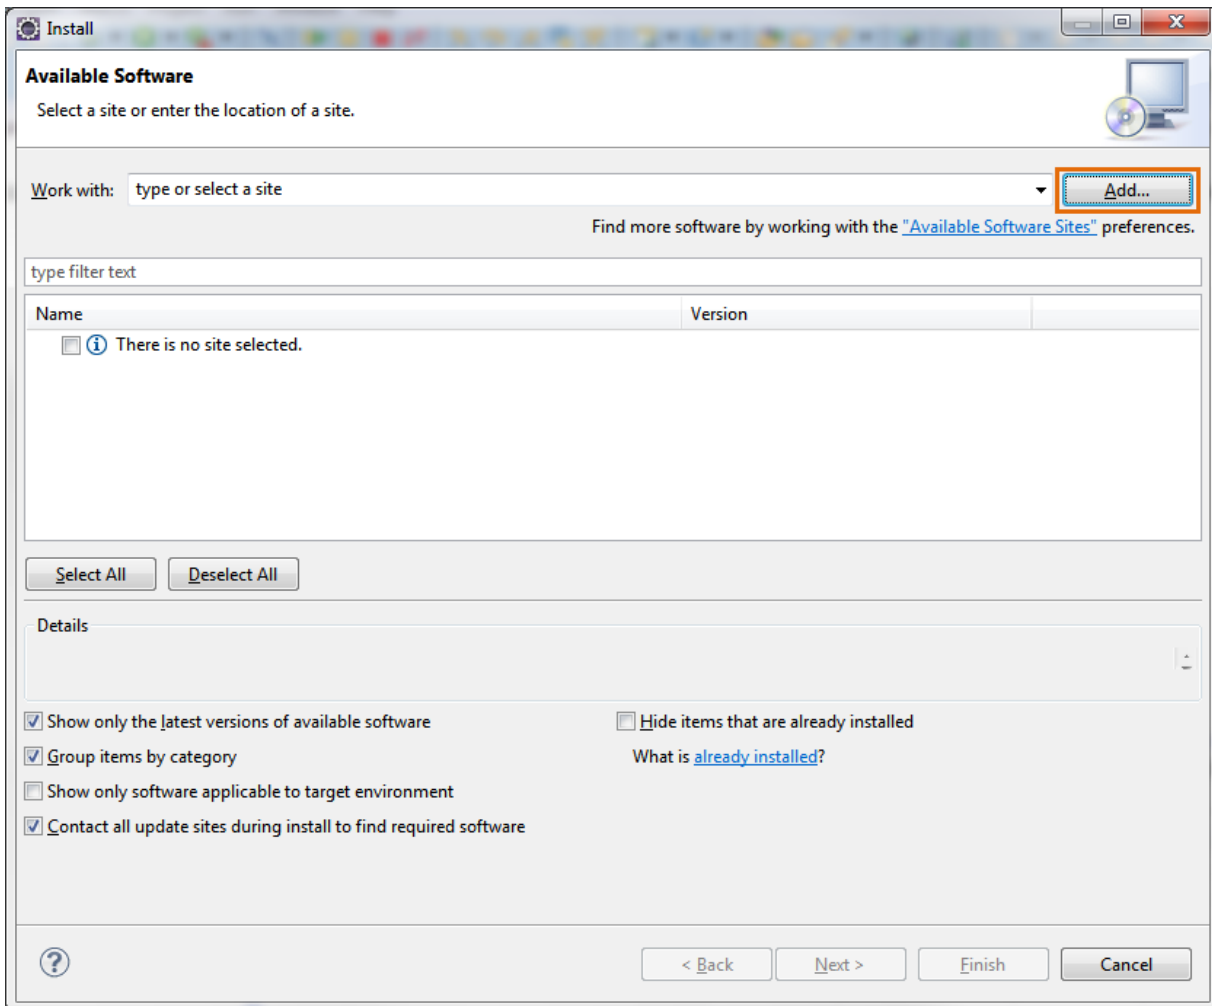 Install
Available Software
Select a site or enter the location of a site.
Work with: type or select a site Add...
Find more software by working with the "Available Software Sites" preferences.
type filter text
Name Version
There is no site selected.
Select All Deselect All
Details
Show only the latest versions of available software Hide items that are already installed
Group items by category What is already installed?
Show only software applicable to target environment
Contact all update sites during install to find required software
< Back Next > Finish Cancel